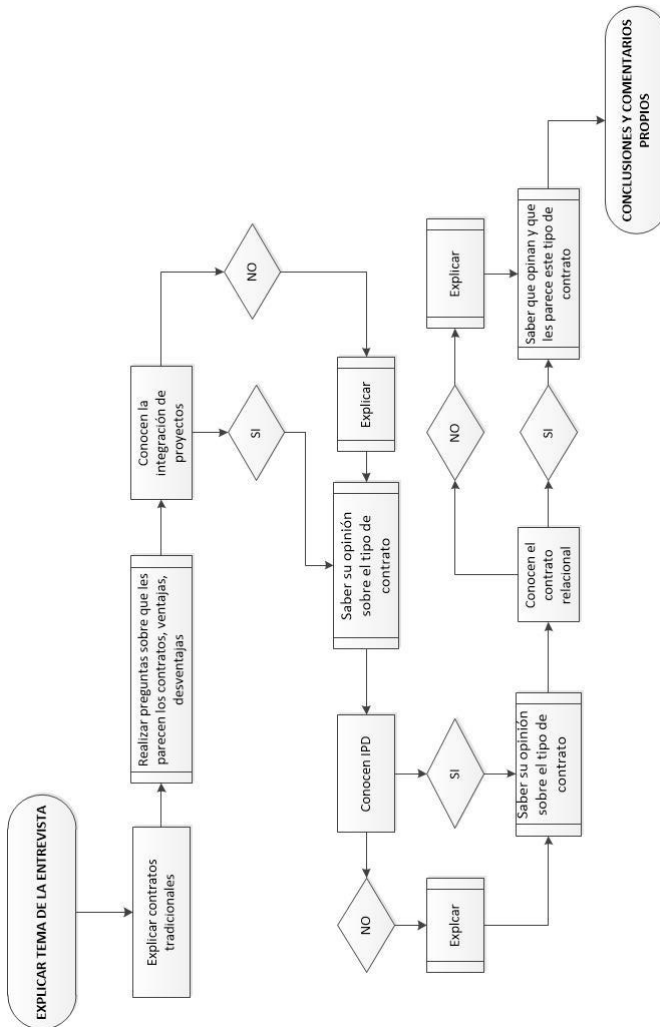 EXPLICAR TEMA DE LA ENTREVISTA
Explicar contratos
tradicionales
Realizar preguntas sobre que les
parecen los contratos, ventajas,
desventajas
Conocen la
integración de
proyectos
NO
SI
Explicar
Saber su opinión
sobre el tipo de
contrato
Conocen IPD
NO
SI
Explcar
Saber su opinión
sobre el tipo de
contrato
Conocen el
contrato
relacional
NO
SI
Explicar
Saber que opinan y que
les parece este tipo de
contrato
CONCLUSIONES Y COMENTARIOS
PROPIOS